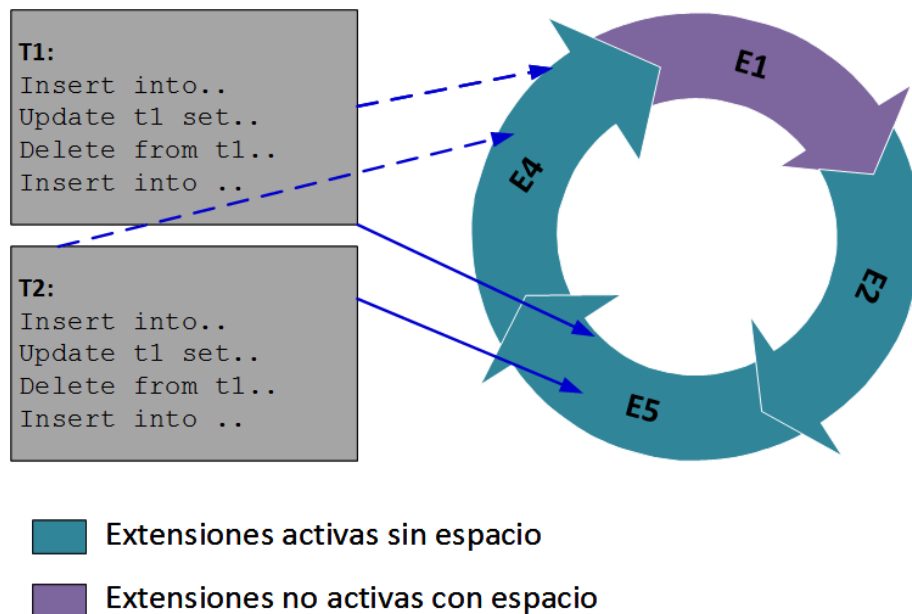 T1:
Insert into..
Update t1 set..
Delete from t1..
Insert into ..
T2:
Insert into..
Update t1 set..
Delete from t1..
Insert into ..
E1
E2
E5
E4
Extensiones activas sin espacio
Extensiones no activas con espacio